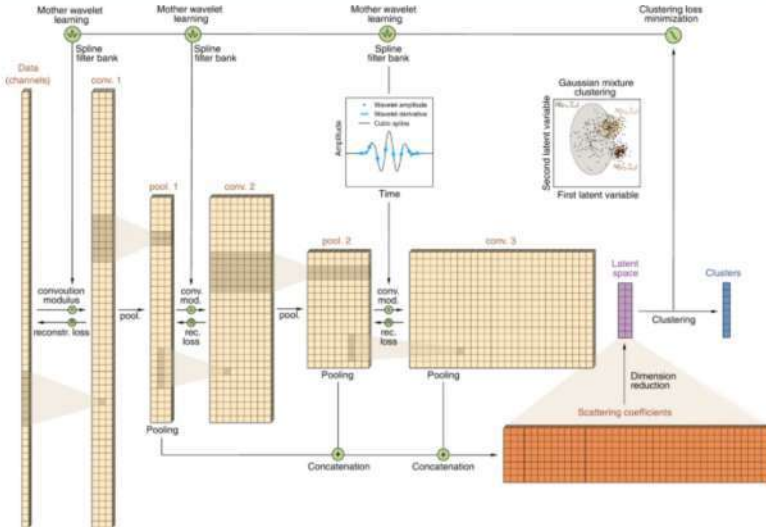 Mother wavelet
learning
Mother wavelet
learning
Mother wavelet
learning
Clustering loss
minimization
Spline
filter bank
Spline
filter bank
Spline
filter bank
Data
(channels)
conv. 1
Gaussian mixture
clustering
Wavelet amplitude
Wavelet derivative
Cubic spline
Amplitude
Time
Second latent variable
First latent variable
pool. 1
conv. 2
pool. 2
conv. 3
Latent
space
Clusters
convoution
modulus
reconstr. loss
pool.
conv.
mod.
rec.
loss
pool.
conv.
mod.
rec.
loss
Clustering
Pooling
Pooling
Dimension
reduction
Scattering coefficients
Pooling
Concatenation
Concatenation